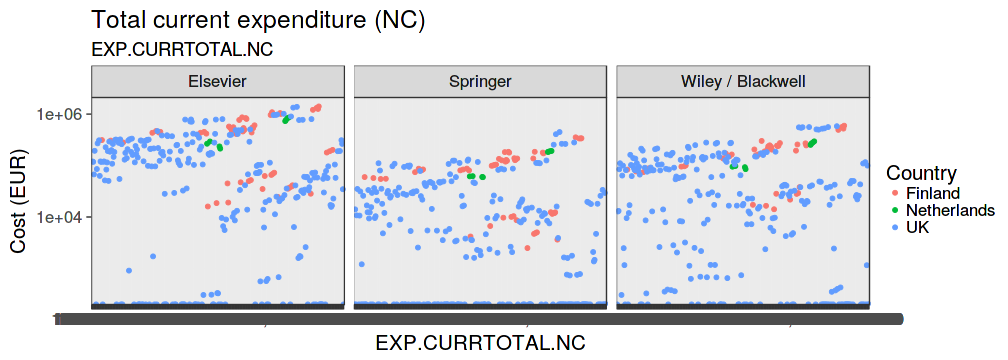 Total current expenditure (NC)
EXP.CURRTOTAL.NC
Elsevier
Springer
Wiley / Blackwell
1e+06
1e+04
Cost (EUR)
Country
Finland
Netherlands
UK
EXP.CURRTOTAL.NC